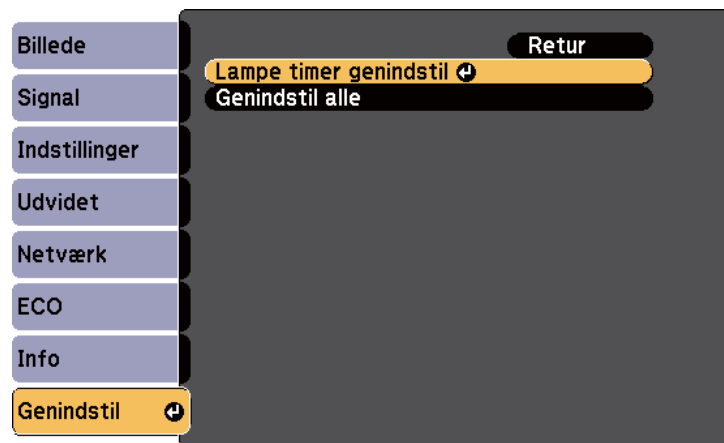 Billede
Signal
Indstillinger
Udvidet
Netværk
ECO
Info
Genindstil
Retur
Lampe timer genindstil
Genindstil alle